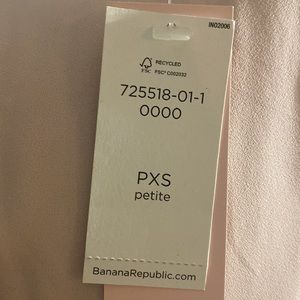 IN02006
RECYCLED
FSC
FSC® C002032
725518-01-1
0000
PXS
petite
BananaRepublic.com